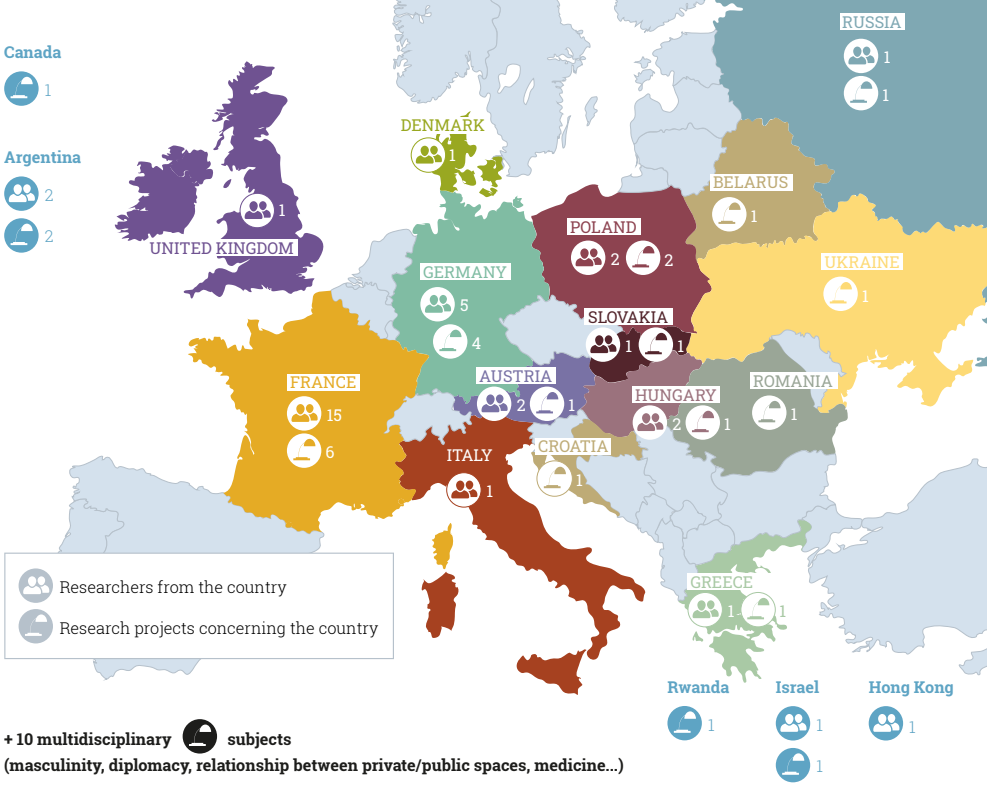 RUSSIA
1
1
Canada
1
Argentina
2
2
DENMARK
1
BELARUS
1
UNITED KINGDOM
1
POLAND
2 2
UKRAINE
1
GERMANY
5
4
SLOVAKIA
1 1
AUSTRIA
2 1
FRANCE
15
6
HUNGARY
2 1
ROMANIA
1
CROATIA
1
ITALY
1
GREECE
1 1
Researchers from the country
Research projects concerning the country
Rwanda
1
Israel
1
1
Hong Kong
1
+ 10 multidisciplinary subjects
(masculinity, diplomacy, relationship between private/public spaces, medicine...)